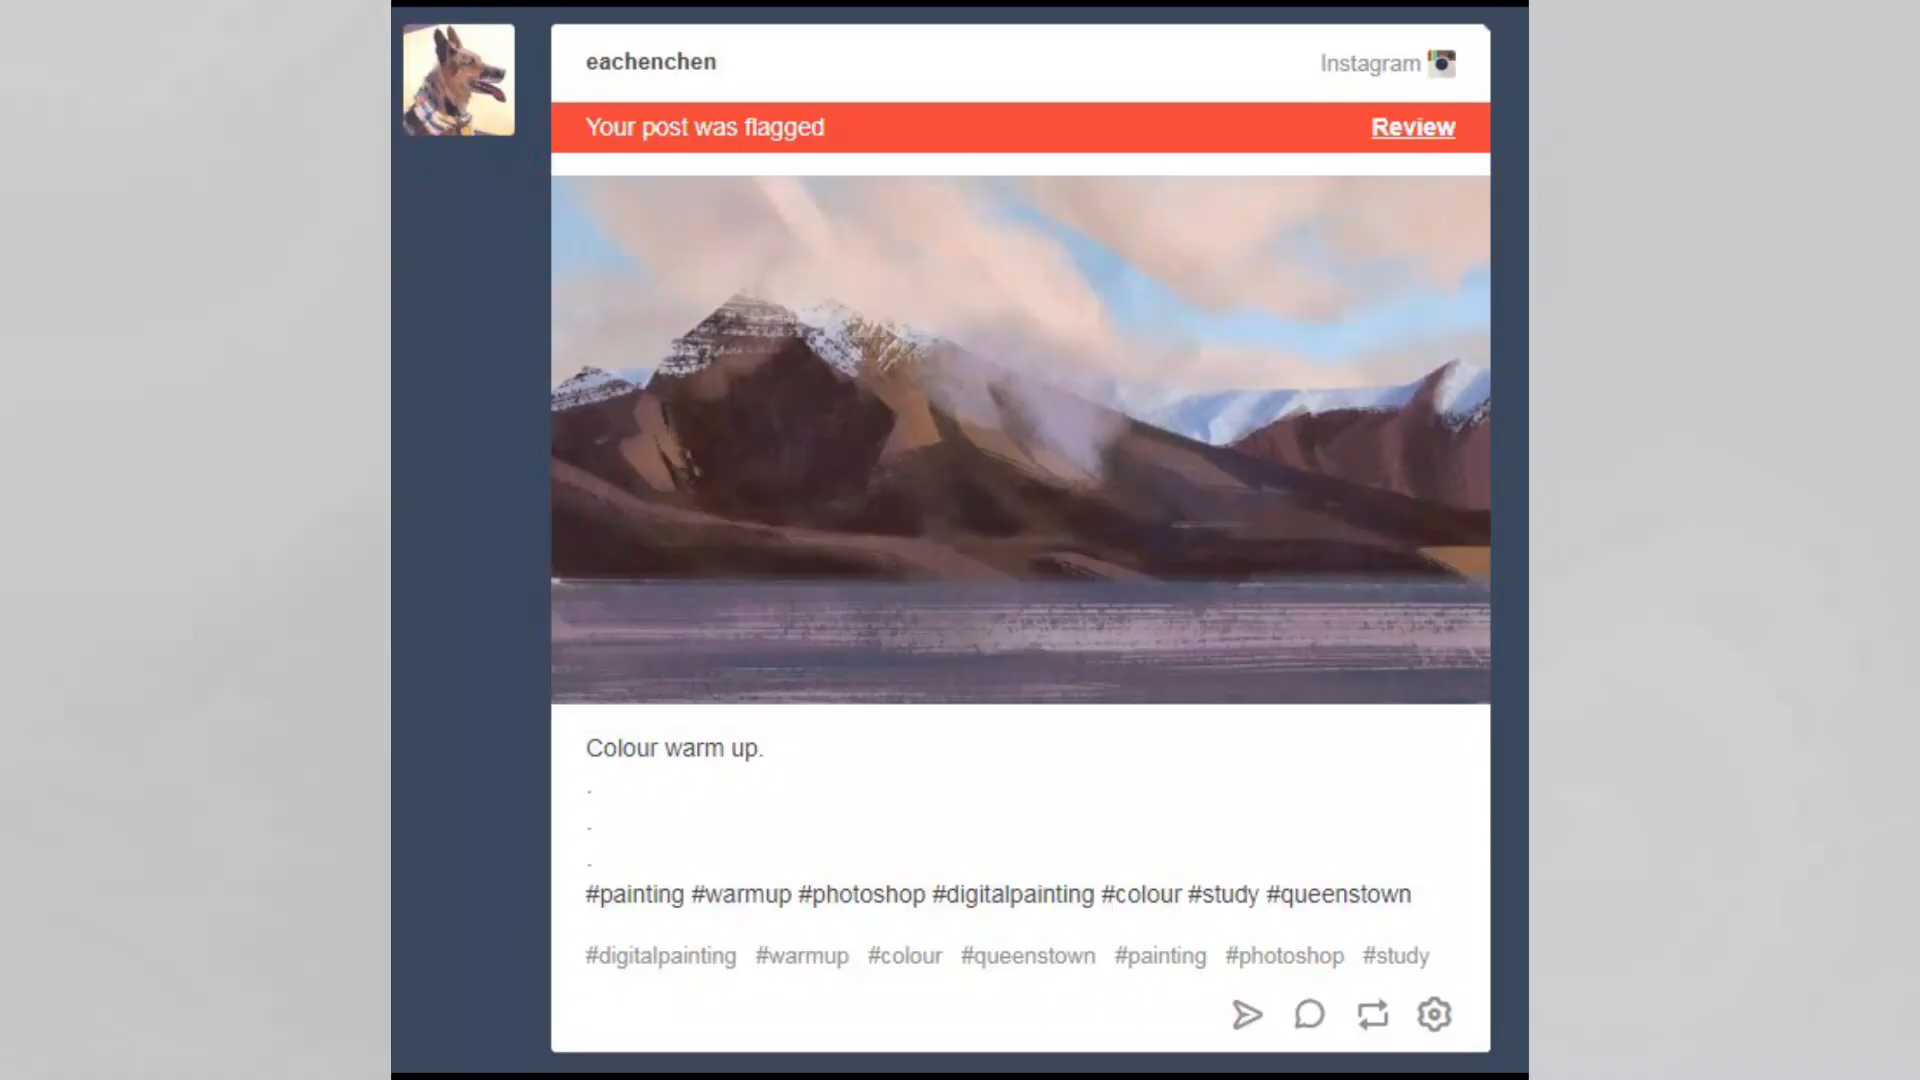 eachenchen
Instagram
Your post was flagged
Review
Colour warm up.
.
.
.
#painting #warmup #photoshop #digitalpainting #colour #study #queenstown
#digitalpainting #warmup #colour #queenstown #painting #photoshop #study